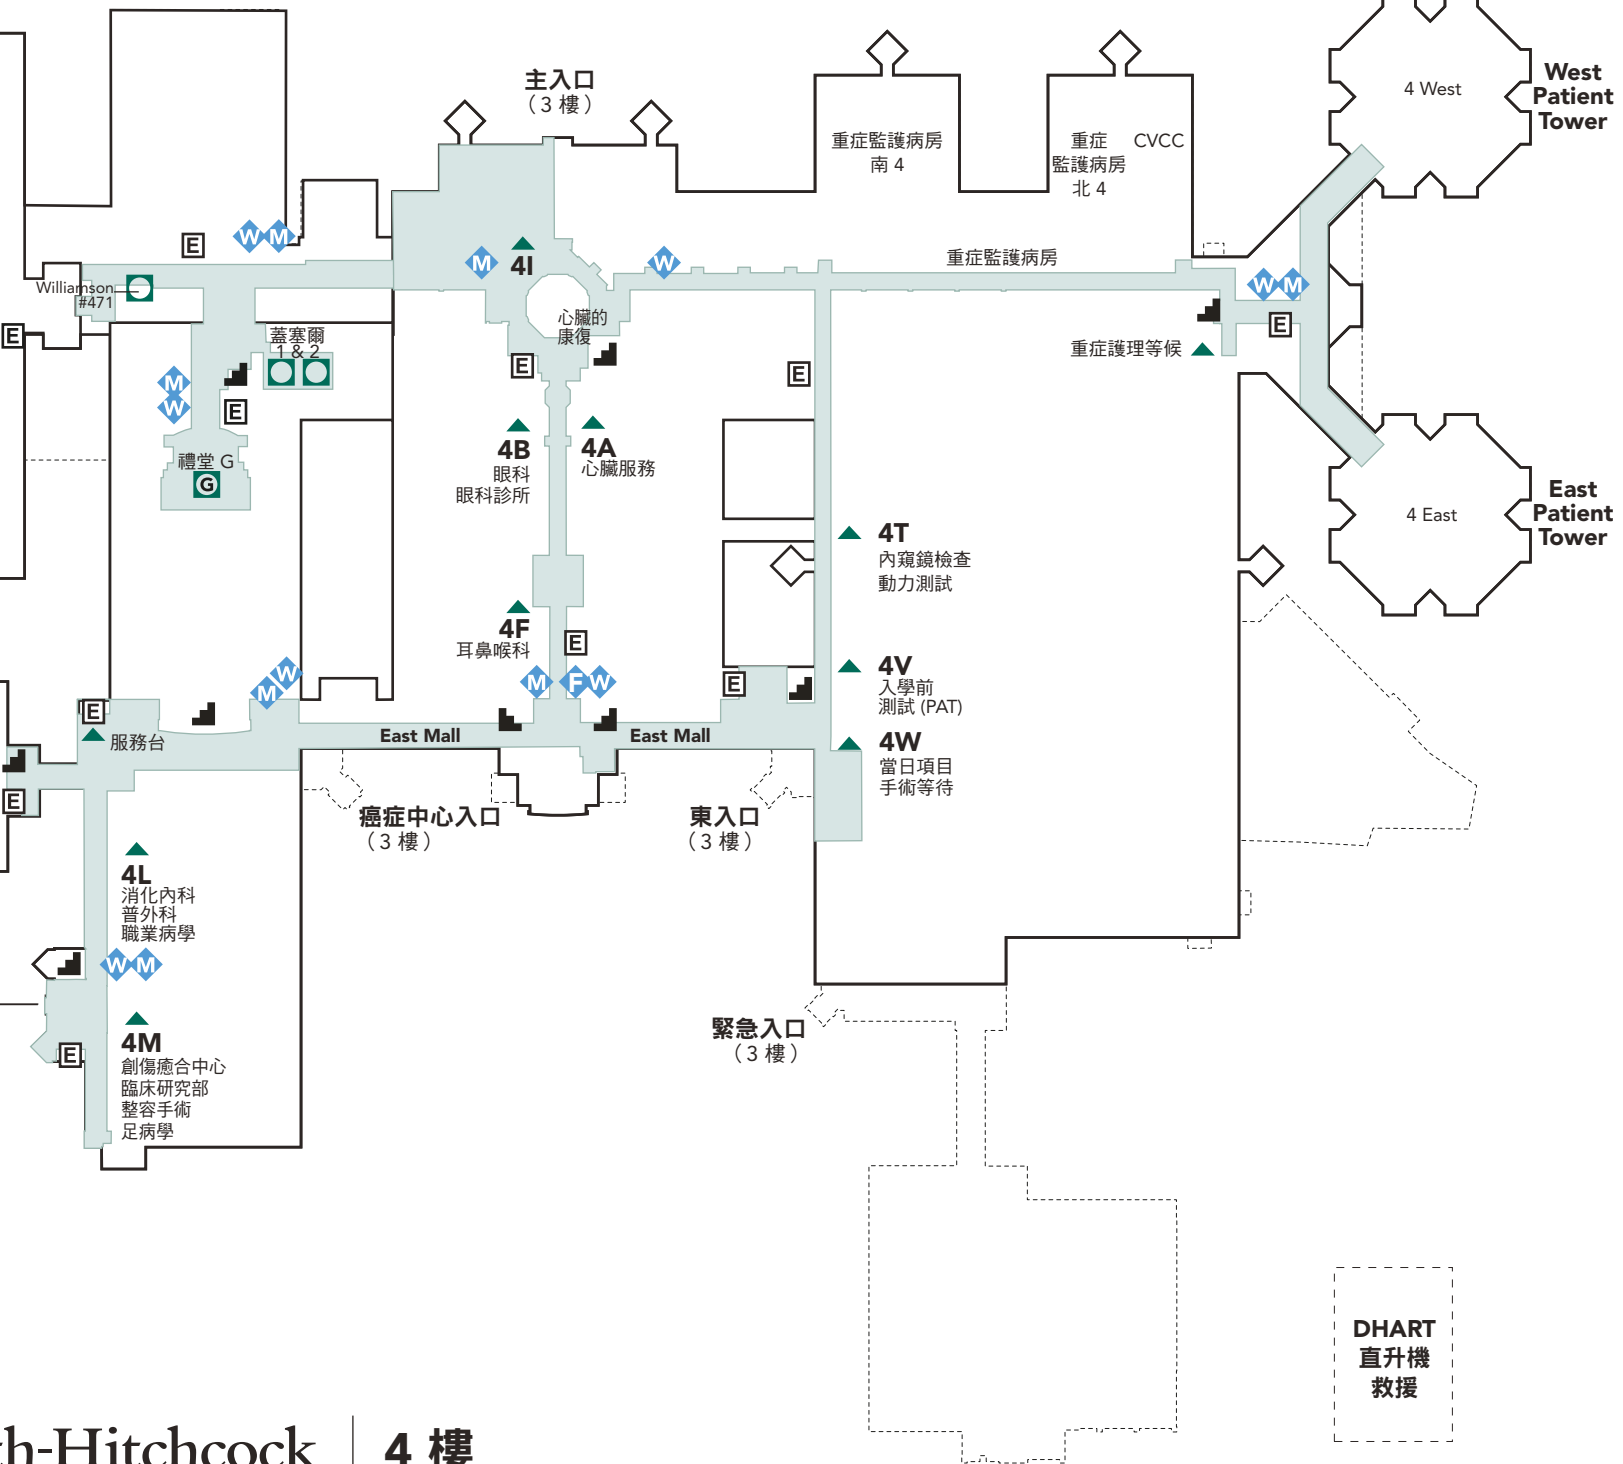 主入口
（3 樓）
West
Patient
Tower
4 West
重症監護病房
南 4
重症
監護病房
北 4
CVCC
E
W
M
M
4I
W
重症監護病房
Williamson
#471
W
M
E
E
心臟的
康復
蓋塞爾
1 & 2
E
E
重症護理等候
M
W
E
4B
眼科
眼科診所
4A
心臟服務
禮堂 G
G
4 East
East
Patient
Tower
4T
內窺鏡檢查
動力測試
4F
耳鼻喉科
E
M
F
W
W
M
E
4V
入學前
測試 (PAT)
E
服務台
East Mall
East Mall
4W
當日項目
手術等待
E
癌症中心入口
（3 樓）
東入口
（3 樓）
4L
消化內科
普外科
職業病學
W
M
E
4M
創傷癒合中心
臨床研究部
整容手術
足病學
緊急入口
（3 樓）
DHART
直升機
救援
h-Hitchcock
4 樓